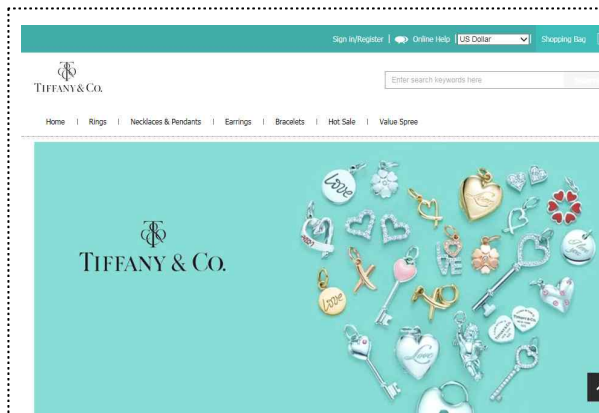 Sign in/Register | Online Help US Dollar Shopping Bag
TIFFANY & CO.
Enter search keywords here
Home | Rings | Necklaces & Pendants | Earrings | Bracelets | Hot Sale | Value Spree
TIFFANY & CO.
Love
Love